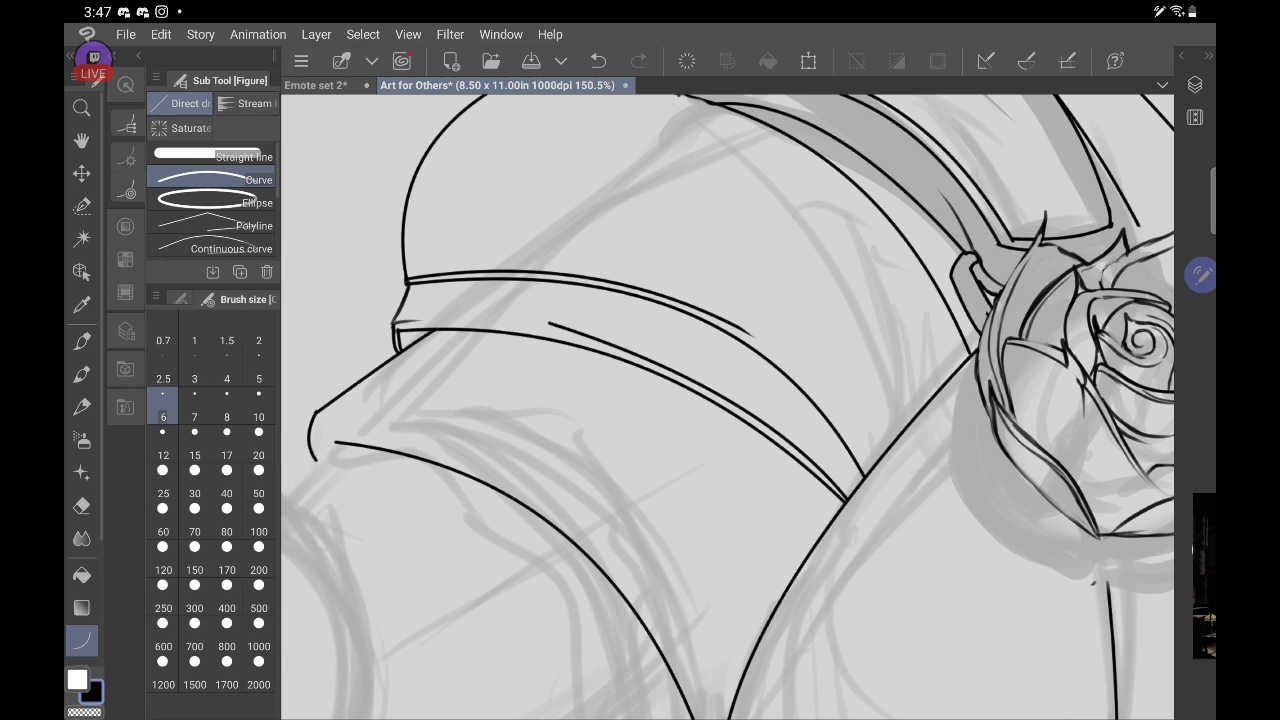 3:47
File Edit Story Animation Layer Select View Filter Window Help
LIVE
Sub Tool [Figure]
Emote set 2*
Art for Others* (8.50 x 11.00in 1000dpi 150.5%)
Direct dr
Stream l
Saturate
Straight line
Curve
Ellipse
Polyline
Continuous curve
Brush size [C
0.7 1 1.5 2
2.5 3 4 5
6 7 8 10
12 15 17 20
25 30 40 50
60 70 80 100
120 150 170 200
250 300 400 500
600 700 800 1000
1200 1500 1700 2000